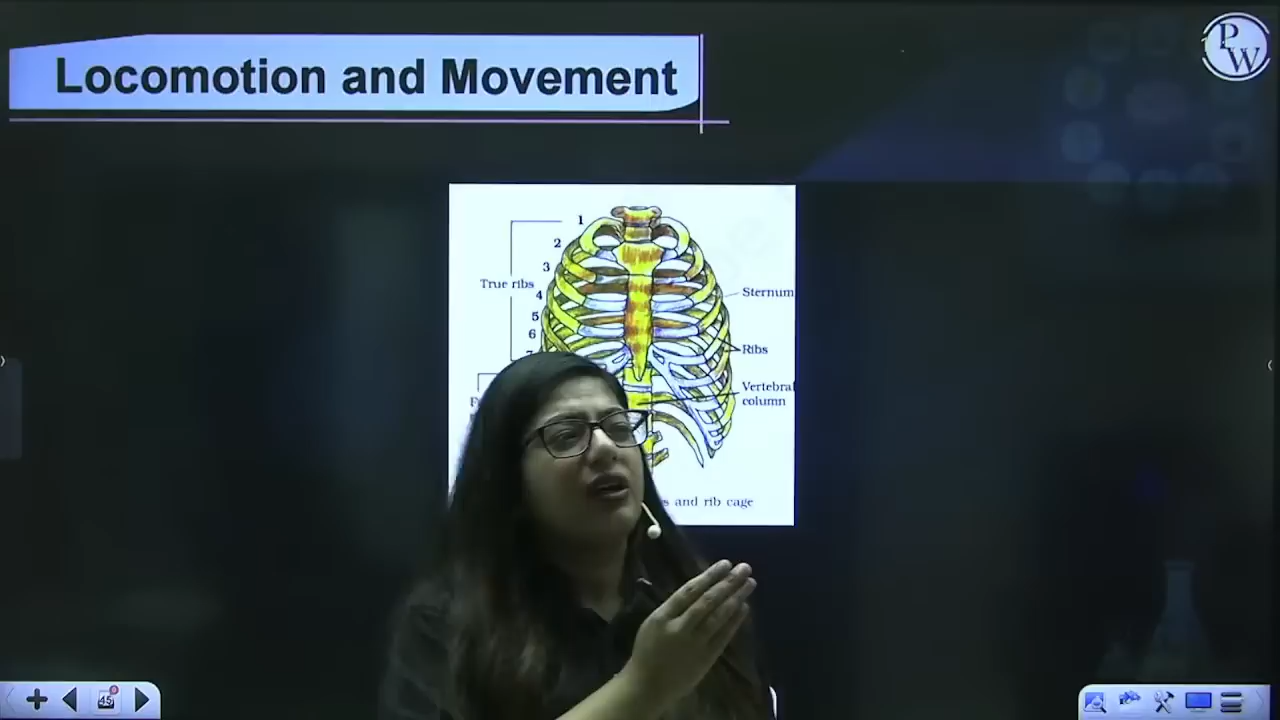 Locomotion and Movement
PW
1
2
3
True ribs
4
5
6
7
Sternum
Ribs
Vertebral
column
and rib cage
45